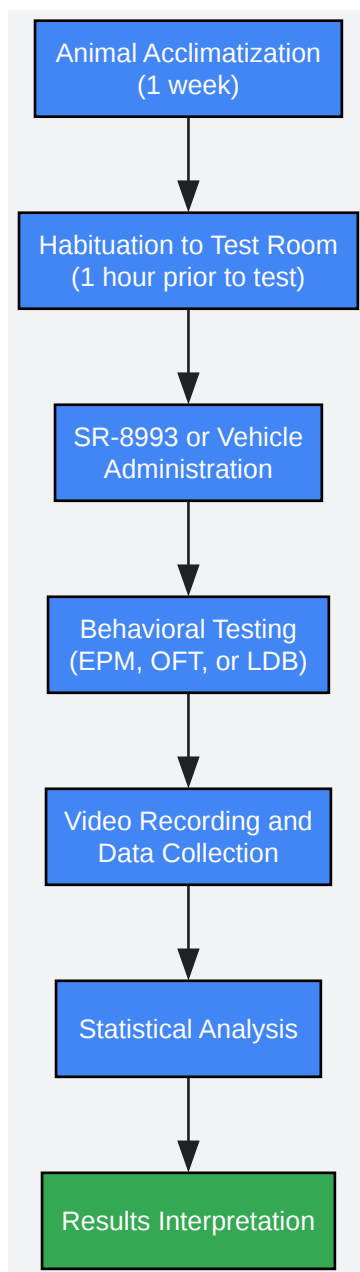 Animal Acclimatization
(1 week)
Habituation to Test Room
(1 hour prior to test)
SR-8993 or Vehicle
Administration
Behavioral Testing
(EPM, OFT, or LDB)
Video Recording and
Data Collection
Statistical Analysis
Results Interpretation